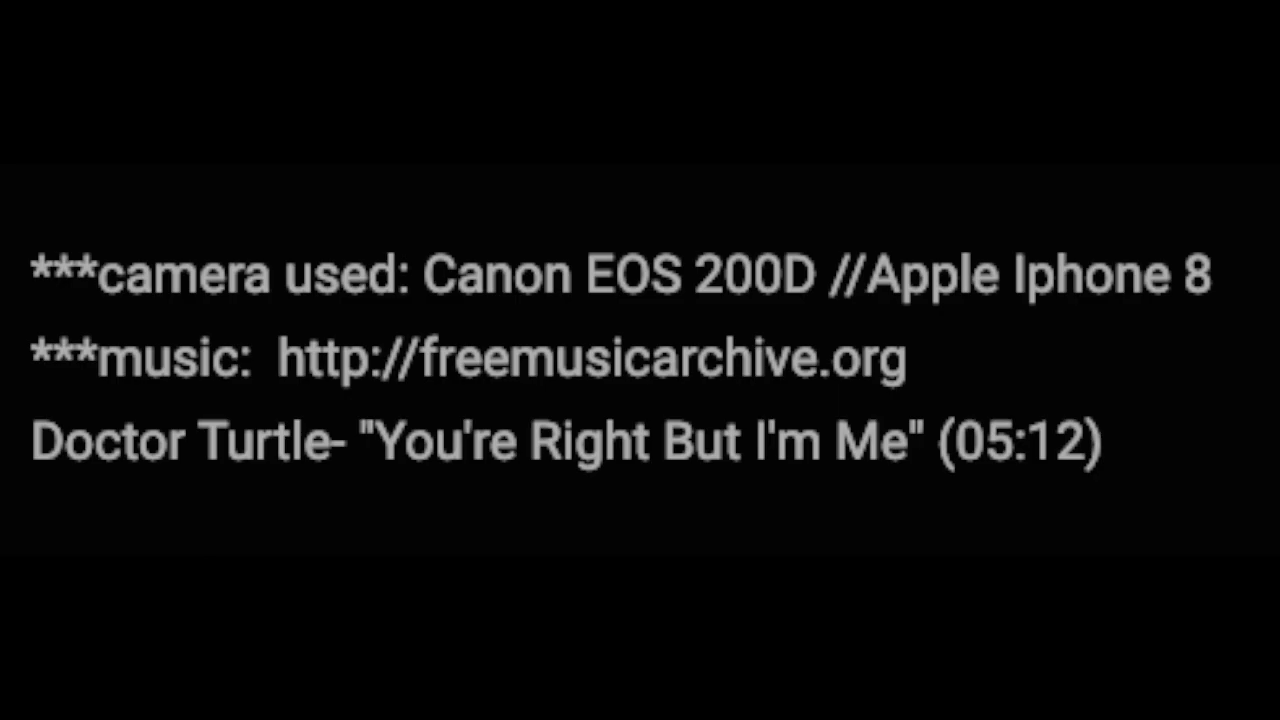 ***camera used: Canon EOS 200D //Apple Iphone 8
***music:  http://freemusicarchive.org
Doctor Turtle- "You're Right But I'm Me" (05:12)